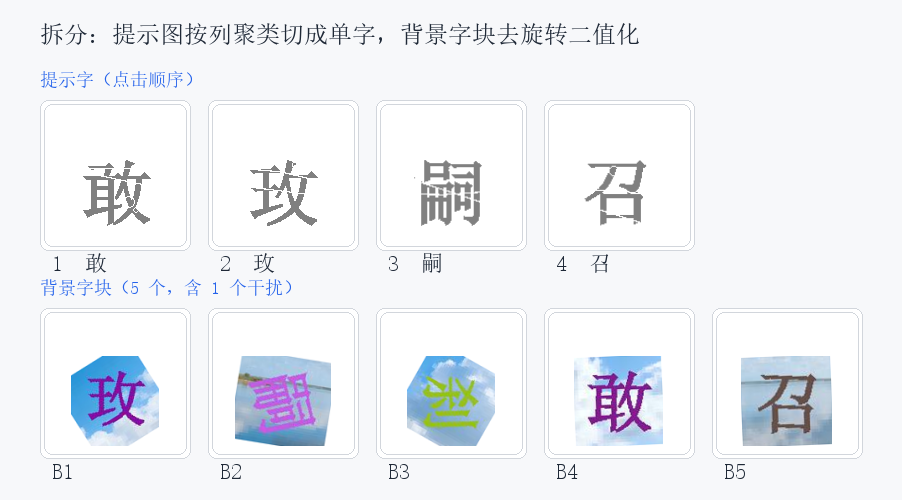 拆分：提示图按列聚类切成单字，背景字块去旋转二值化
提示字（点击顺序）
敢 玫 嗣 召
1 敢 2 玫 3 嗣 4 召
背景字块（5 个，含 1 个干扰）
玫 嗣 刹 敢 召
B1 B2 B3 B4 B5